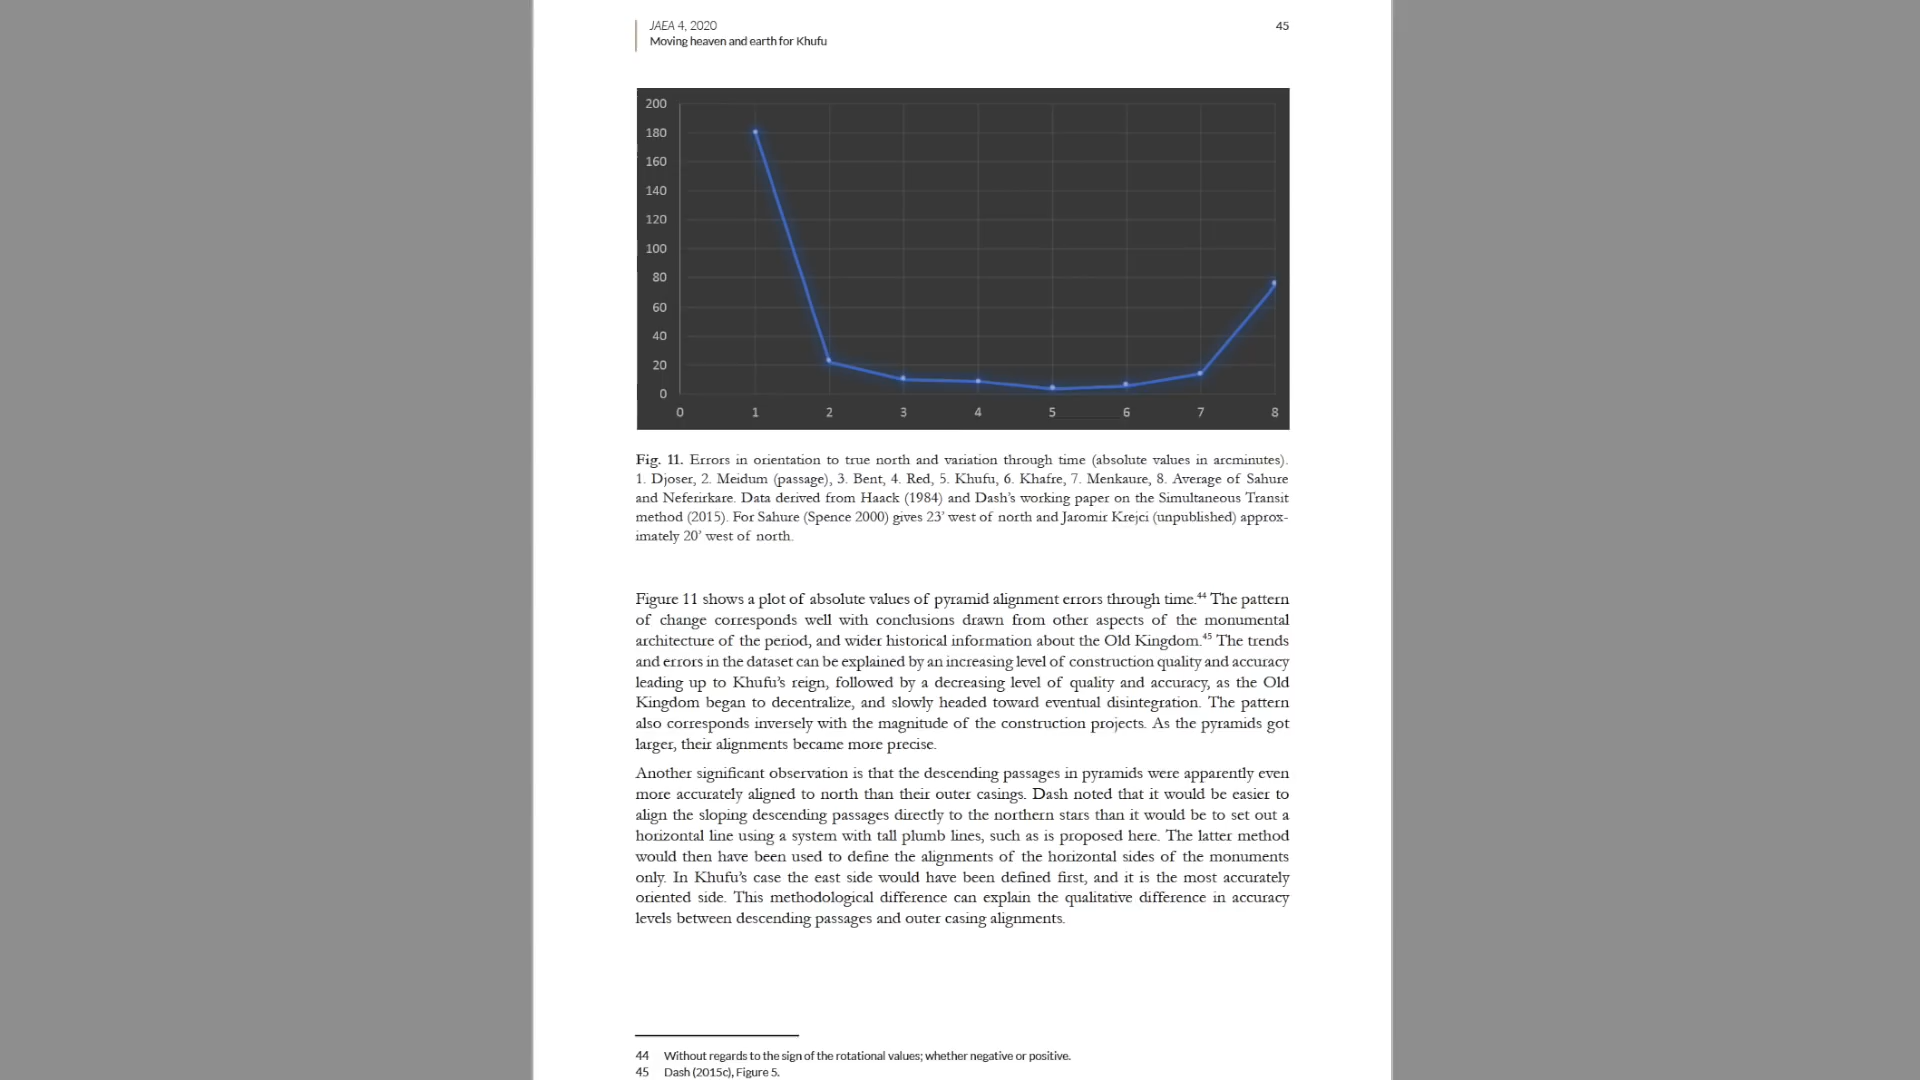 JAEA 4, 2020
45
Moving heaven and earth for Khufu
200
180
160
140
120
100
80
60
40
20
0
0 1 2 3 4 5 6 7 8
Fig. 11. Errors in orientation to true north and variation through time (absolute values in arcminutes).
1. Djoser, 2. Meidum (passage), 3. Bent, 4. Red, 5. Khufu, 6. Khafre, 7. Menkaure, 8. Average of Sahure
and Neferirkare. Data derived from Haack (1984) and Dash's working paper on the Simultaneous Transit
method (2015). For Sahure (Spence 2000) gives 23' west of north and Jaromir Krejci (unpublished) approx-
imately 20' west of north.
Figure 11 shows a plot of absolute values of pyramid alignment errors through time.⁴⁴ The pattern
of change corresponds well with conclusions drawn from other aspects of the monumental
architecture of the period, and wider historical information about the Old Kingdom.⁴⁵ The trends
and errors in the dataset can be explained by an increasing level of construction quality and accuracy
leading up to Khufu's reign, followed by a decreasing level of quality and accuracy, as the Old
Kingdom began to decentralize, and slowly headed toward eventual disintegration. The pattern
also corresponds inversely with the magnitude of the construction projects. As the pyramids got
larger, their alignments became more precise.
Another significant observation is that the descending passages in pyramids were apparently even
more accurately aligned to north than their outer casings. Dash noted that it would be easier to
align the sloping descending passages directly to the northern stars than it would be to set out a
horizontal line using a system with tall plumb lines, such as is proposed here. The latter method
would then have been used to define the alignments of the horizontal sides of the monuments
only. In Khufu's case the east side would have been defined first, and it is the most accurately
oriented side. This methodological difference can explain the qualitative difference in accuracy
levels between descending passages and outer casing alignments.
44 Without regards to the sign of the rotational values; whether negative or positive.
45 Dash (2015c), Figure 5.